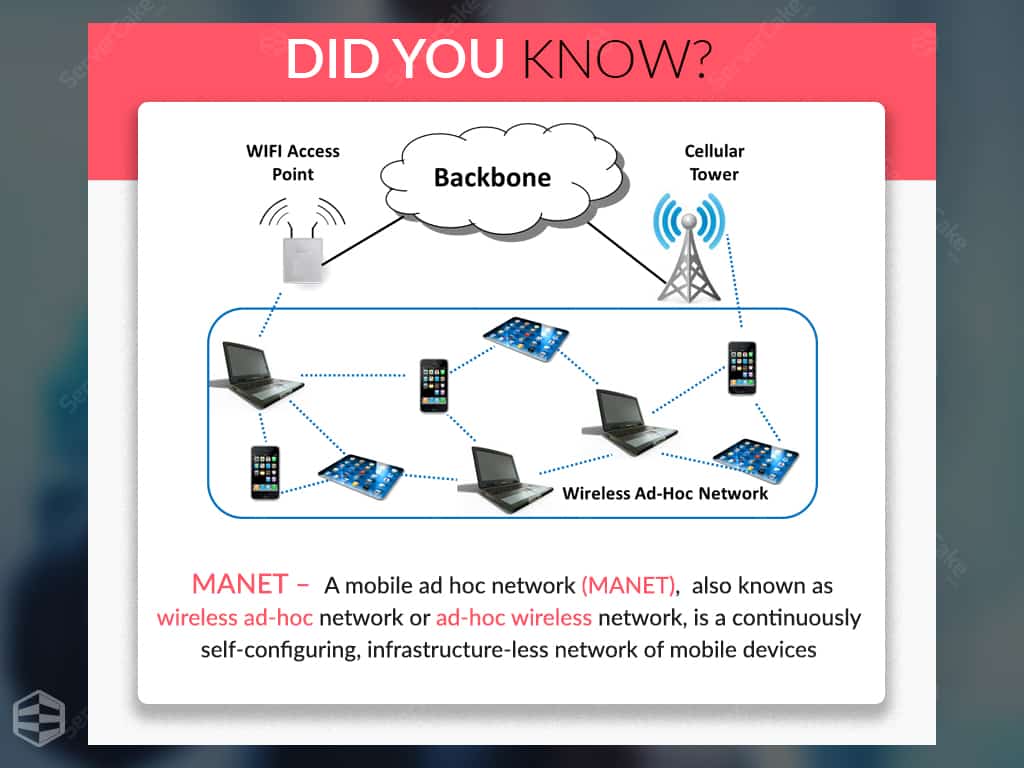 DID YOU KNOW?
WIFI Access
Point
Backbone
Cellular
Tower
Wireless Ad-Hoc Network
MANET – A mobile ad hoc network (MANET), also known as
wireless ad-hoc network or ad-hoc wireless network, is a continuously
self-configuring, infrastructure-less network of mobile devices
ServerCake